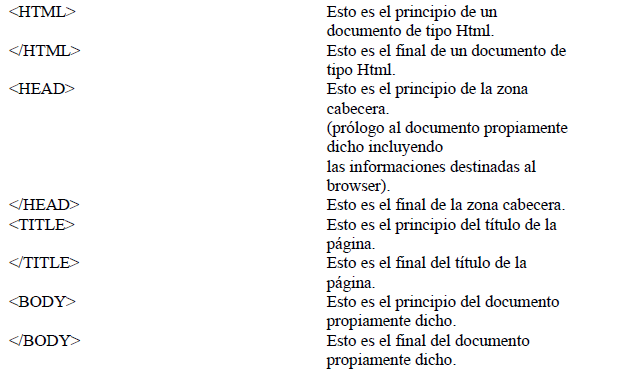 <HTML> Esto es el principio de un
documento de tipo Html.
</HTML> Esto es el final de un documento de
tipo Html.
<HEAD> Esto es el principio de la zona
cabecera.
(prólogo al documento propiamente
dicho incluyendo
las informaciones destinadas al
browser).
</HEAD> Esto es el final de la zona cabecera.
<TITLE> Esto es el principio del título de la
página.
</TITLE> Esto es el final del título de la
página.
<BODY> Esto es el principio del documento
propiamente dicho.
</BODY> Esto es el final del documento
propiamente dicho.